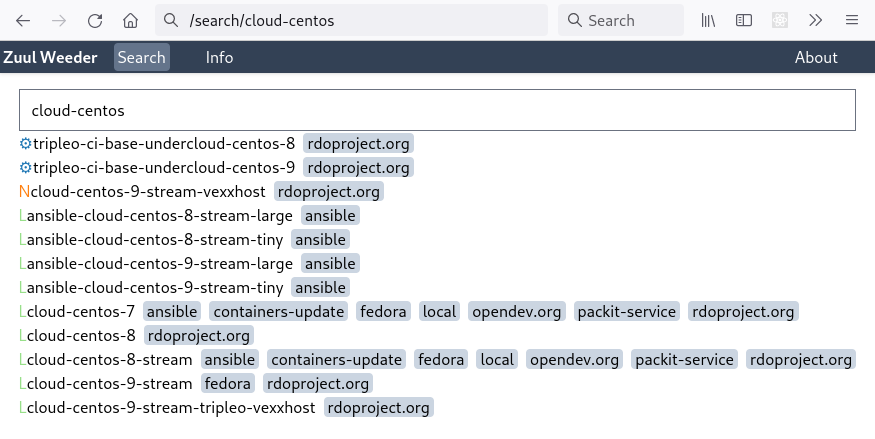 /search/cloud-centos Search
Zuul Weeder Search Info About
cloud-centos
tripleo-ci-base-undercloud-centos-8 rdoproject.org
tripleo-ci-base-undercloud-centos-9 rdoproject.org
Ncloud-centos-9-stream-vexxhost rdoproject.org
Lansible-cloud-centos-8-stream-large ansible
Lansible-cloud-centos-8-stream-tiny ansible
Lansible-cloud-centos-9-stream-large ansible
Lansible-cloud-centos-9-stream-tiny ansible
Lcloud-centos-7 ansible containers-update fedora local opendev.org packit-service rdoproject.org
Lcloud-centos-8 rdoproject.org
Lcloud-centos-8-stream ansible containers-update fedora local opendev.org packit-service rdoproject.org
Lcloud-centos-9-stream fedora rdoproject.org
Lcloud-centos-9-stream-tripleo-vexxhost rdoproject.org